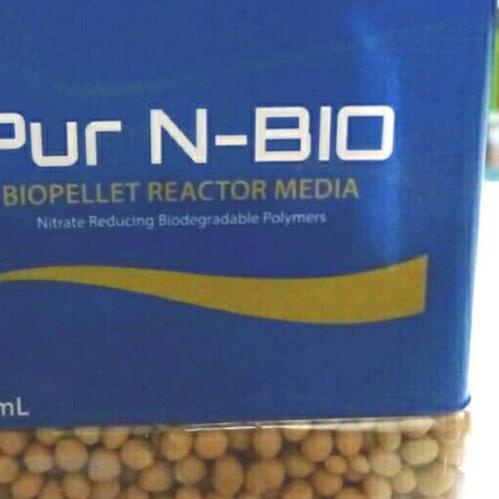 Pur N-BIO
BIOPELLET REACTOR MEDIA
Nitrate Reducing Biodegradable Polymers
mL